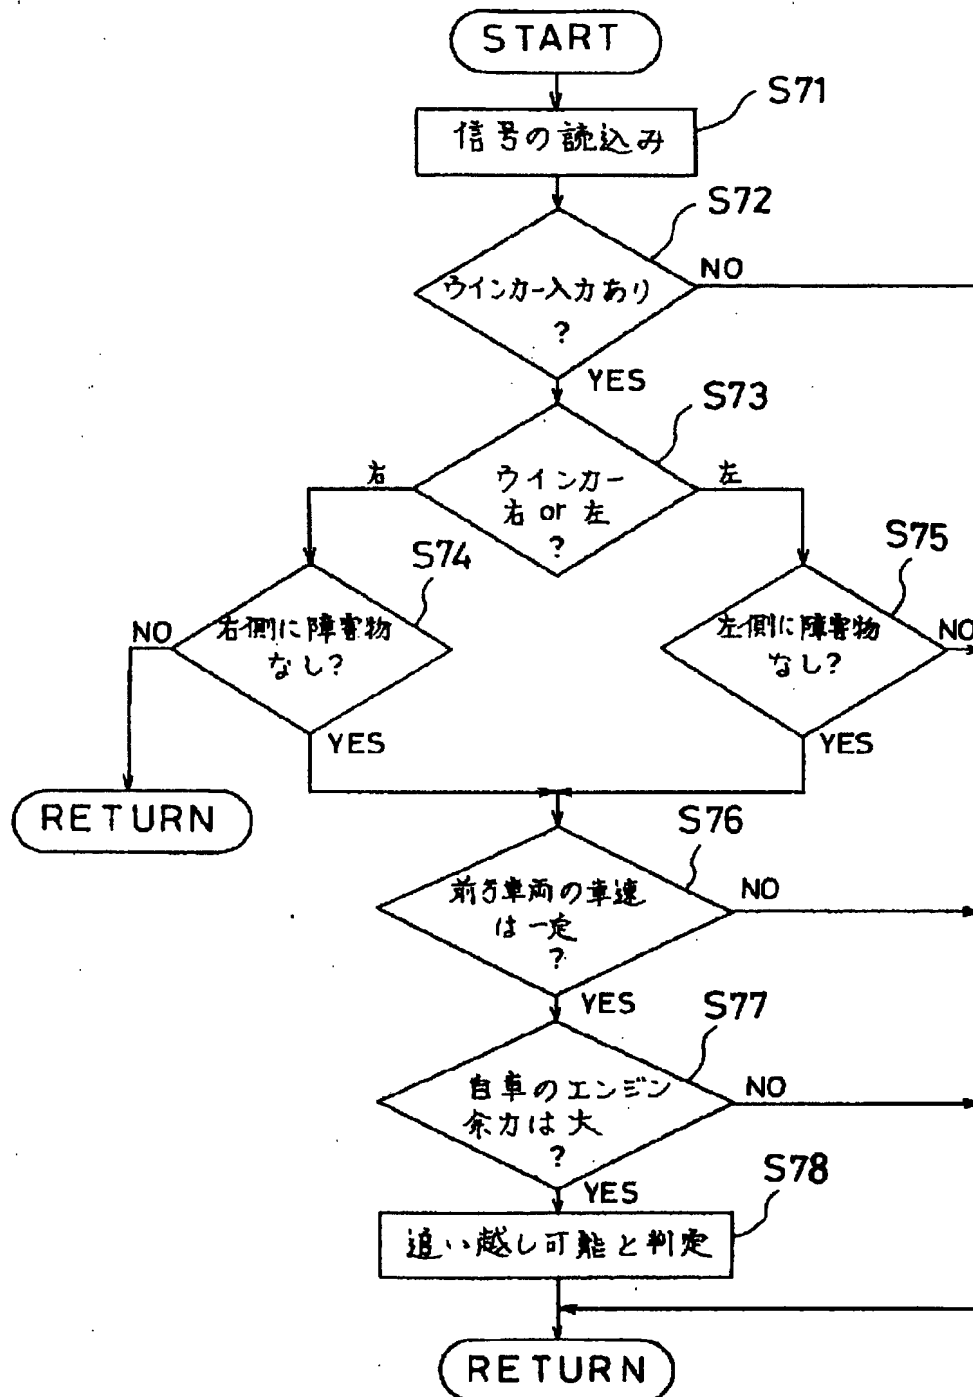 START
S71
信号の読込み
S72
ウインカー入力あり
?
NO
YES
S73
ウインカー
右 or 左
?
右
左
S74
右側に障害物
なし?
NO
YES
S75
左側に障害物
なし?
NO
YES
RETURN
S76
前方車両の車速
は一定
?
NO
YES
S77
自車のエンジン
余力は大
?
NO
YES
S78
追い越し可能と判定
RETURN